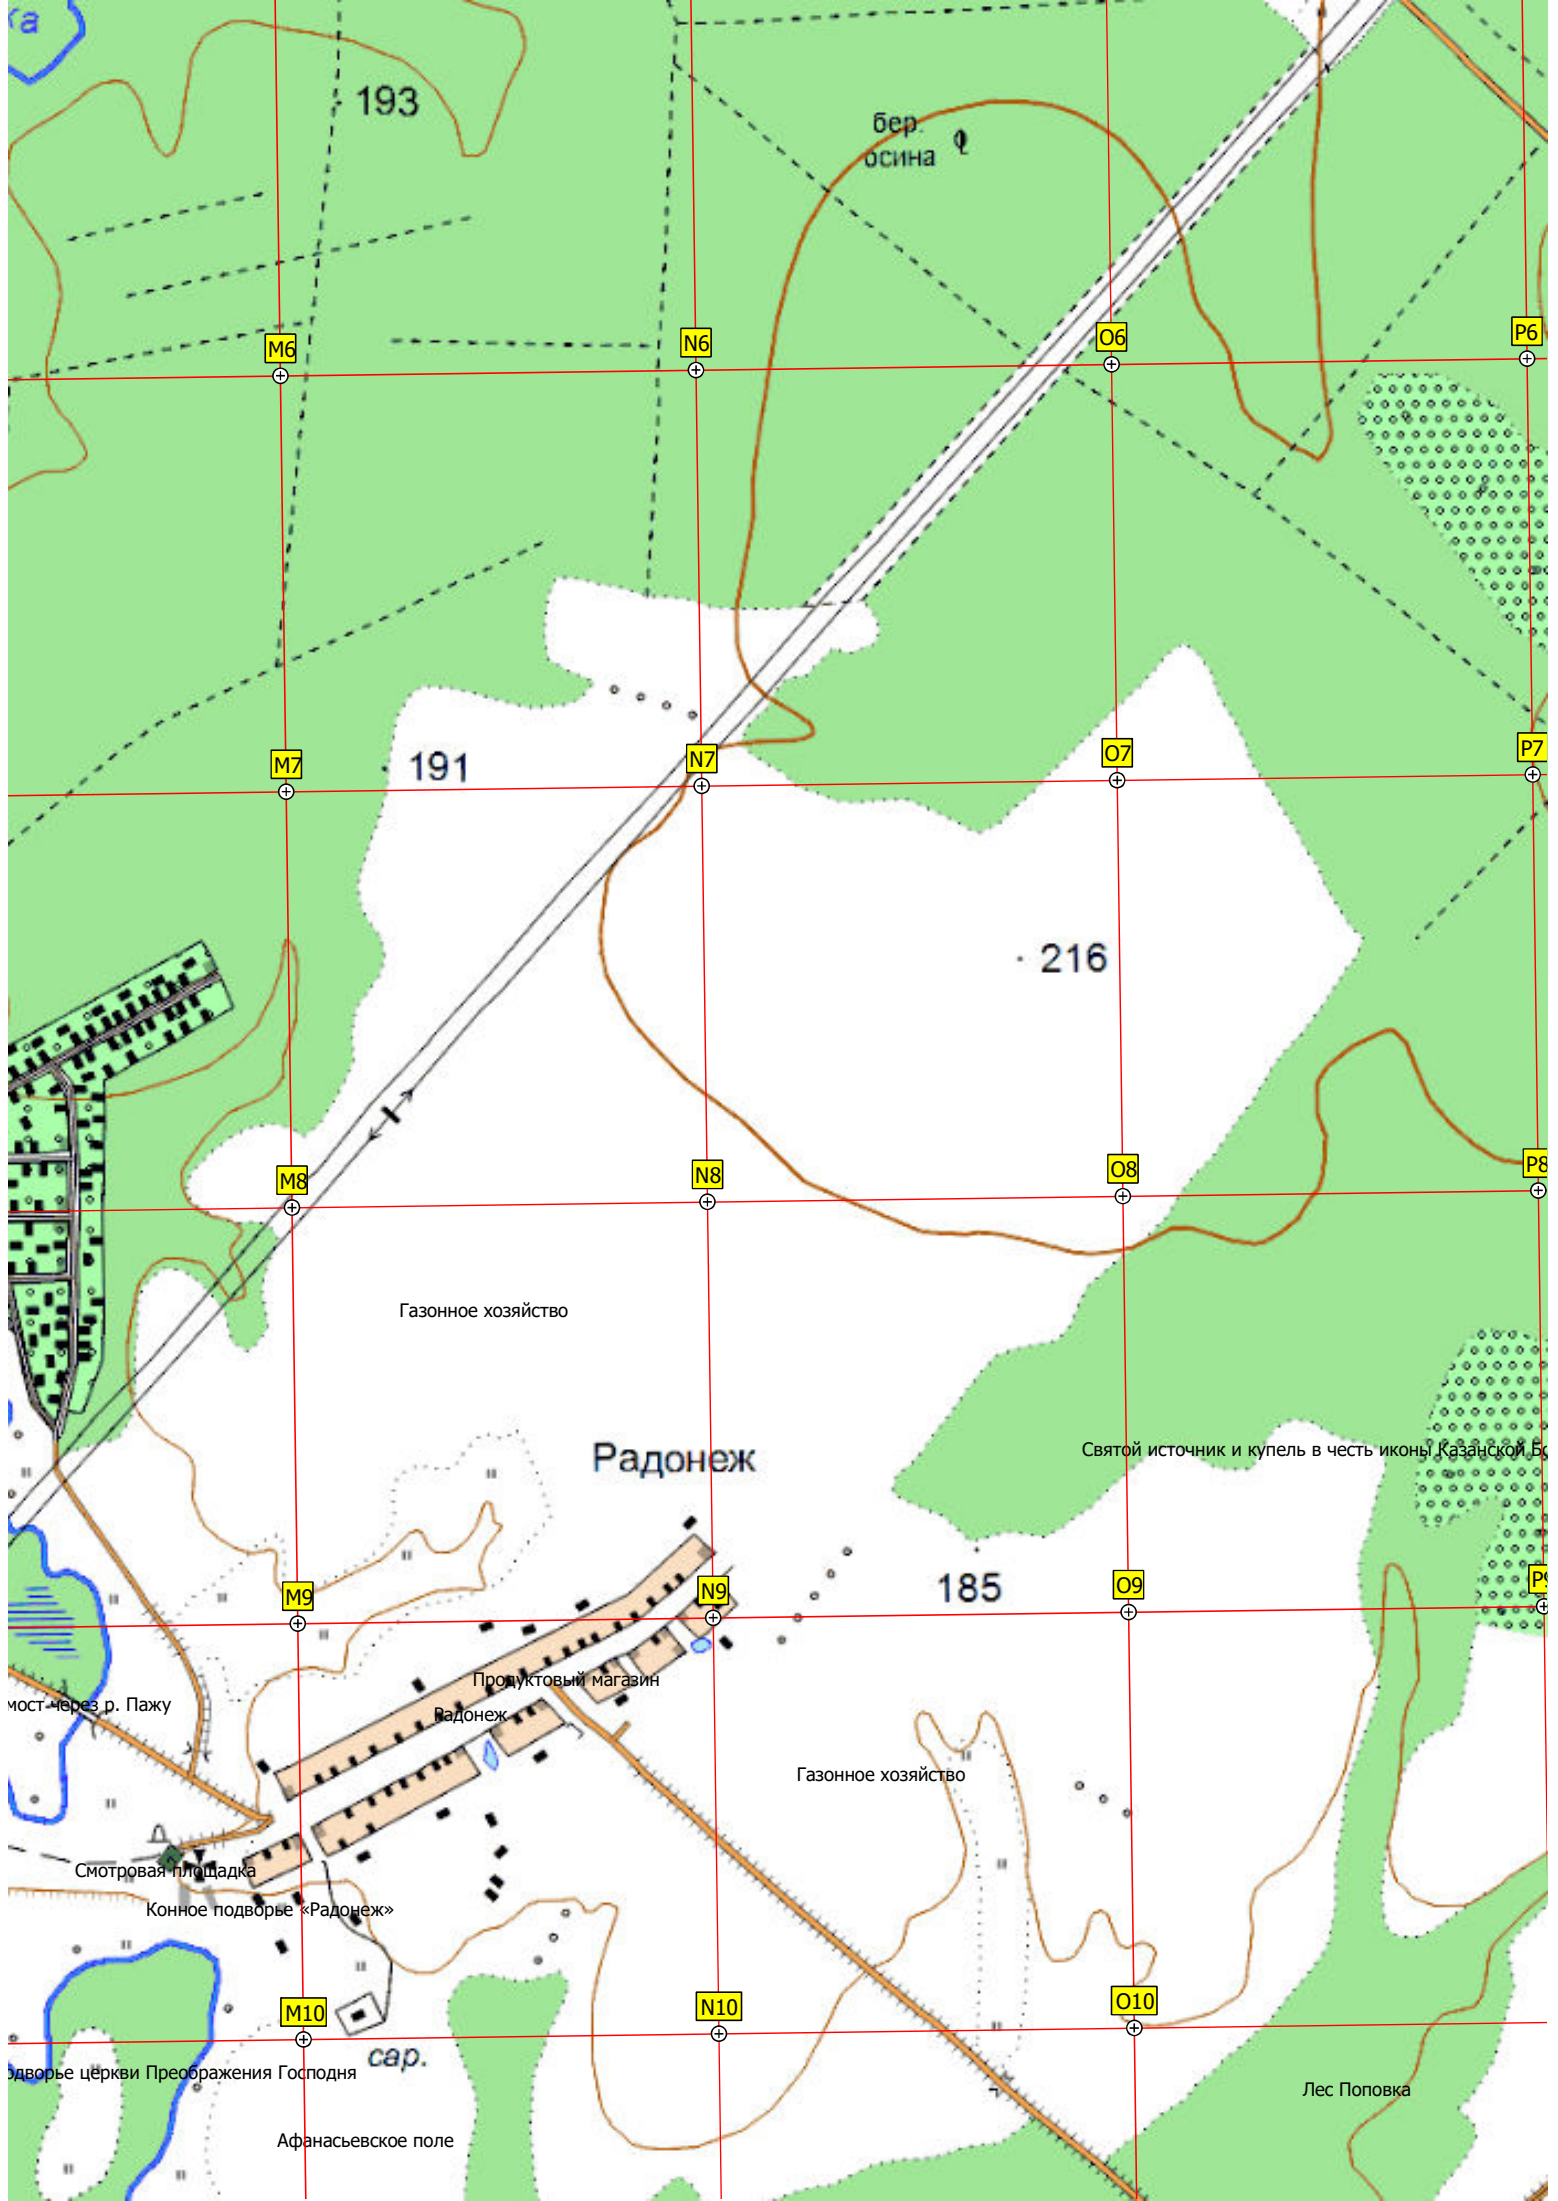 ка
193
бер.
осина
M6
N6
O6
P6
M7
191
N7
O7
P7
216
M8
N8
O8
P8
Газонное хозяйство
Радонеж
Святой источник и купель в честь иконы Казанской
M9
N9
185
O9
P9
Продуктовый магазин
мост через р. Пажу
Радонеж
Газонное хозяйство
Смотровая площадка
Конное подворье «Радонеж»
M10
N10
O10
сар.
церкви Преображения Господня
Лес Поповка
Афанасьевское поле